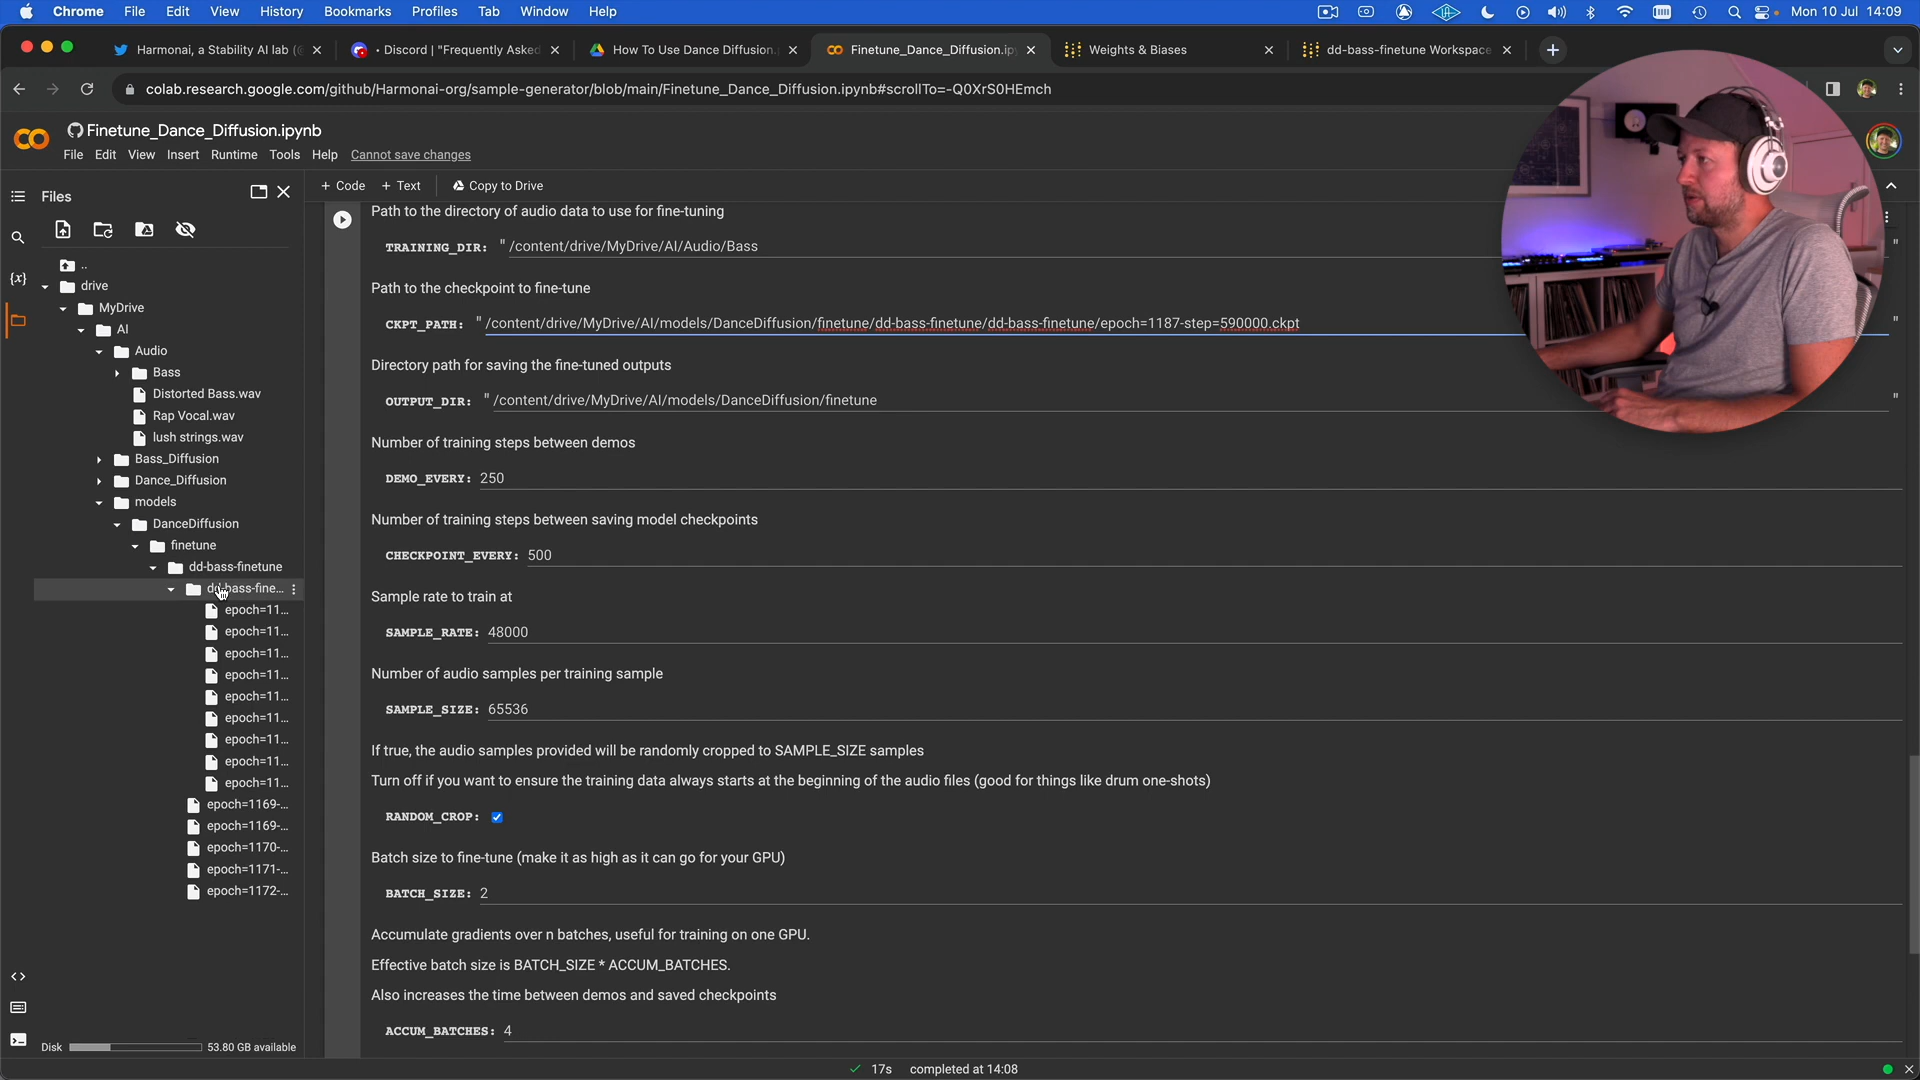 Chrome File Edit View History Bookmarks Profiles Tab Window Help Mon 10 Jul 14:09
Harmonai, a Stability AI lab (@
• Discord | "Frequently Asked
How To Use Dance Diffusion.
Finetune_Dance_Diffusion.ip
Weights & Biases
dd-bass-finetune Workspace
colab.research.google.com/github/Harmonai-org/sample-generator/blob/main/Finetune_Dance_Diffusion.ipynb#scrollTo=-Q0XrS0HEmch
Finetune_Dance_Diffusion.ipynb
File Edit View Insert Runtime Tools Help Cannot save changes
Files
+ Code + Text Copy to Drive
..
drive
MyDrive
AI
Audio
Bass
Distorted Bass.wav
Rap Vocal.wav
lush strings.wav
Bass_Diffusion
Dance_Diffusion
models
DanceDiffusion
finetune
dd-bass-finetune
dd-bass-fine...
epoch=11...
epoch=11...
epoch=11...
epoch=11...
epoch=11...
epoch=11...
epoch=11...
epoch=11...
epoch=11...
epoch=1169-...
epoch=1169-...
epoch=1170-...
epoch=1171-...
epoch=1172-...
Disk 53.80 GB available
Path to the directory of audio data to use for fine-tuning
TRAINING_DIR: "/content/drive/MyDrive/AI/Audio/Bass"
Path to the checkpoint to fine-tune
CKPT_PATH: "/content/drive/MyDrive/AI/models/DanceDiffusion/finetune/dd-bass-finetune/dd-bass-finetune/epoch=1187-step=590000.ckpt"
Directory path for saving the fine-tuned outputs
OUTPUT_DIR: "/content/drive/MyDrive/AI/models/DanceDiffusion/finetune"
Number of training steps between demos
DEMO_EVERY: 250
Number of training steps between saving model checkpoints
CHECKPOINT_EVERY: 500
Sample rate to train at
SAMPLE_RATE: 48000
Number of audio samples per training sample
SAMPLE_SIZE: 65536
If true, the audio samples provided will be randomly cropped to SAMPLE_SIZE samples
Turn off if you want to ensure the training data always starts at the beginning of the audio files (good for things like drum one-shots)
RANDOM_CROP:
Batch size to fine-tune (make it as high as it can go for your GPU)
BATCH_SIZE: 2
Accumulate gradients over n batches, useful for training on one GPU.
Effective batch size is BATCH_SIZE * ACCUM_BATCHES.
Also increases the time between demos and saved checkpoints
ACCUM_BATCHES: 4
17s completed at 14:08